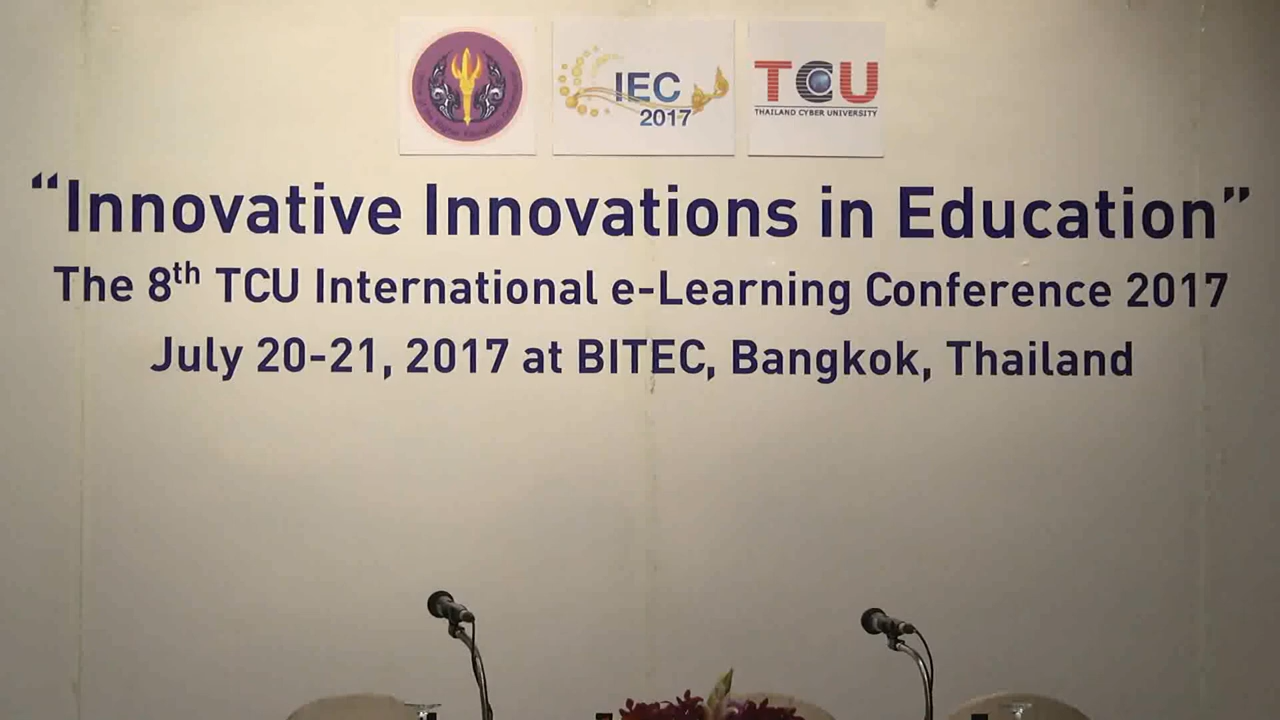 IEC
2017
TCU
THAILAND CYBER UNIVERSITY
“Innovative Innovations in Education”
The 8th TCU International e-Learning Conference 2017
July 20-21, 2017 at BITEC, Bangkok, Thailand